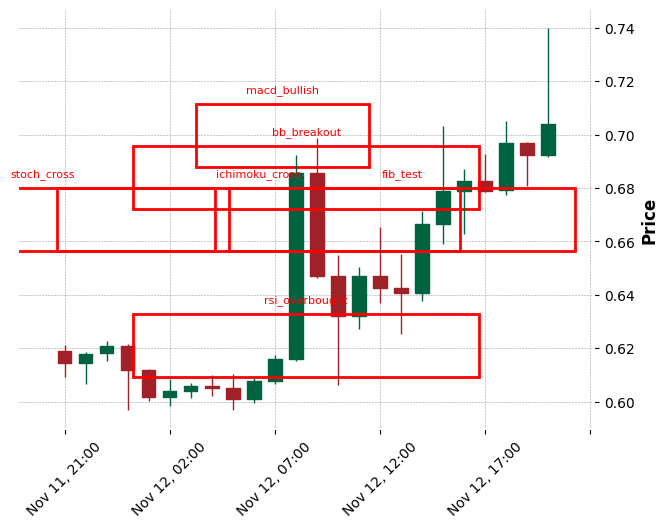 0.74
0.72
macd_bullish
0.70
bb_breakout
stoch_cross
ichimoku_cross
fib_test
0.68
Price
0.66
0.64
rsi_overbought
0.62
0.60
Nov 11, 21:00
Nov 12, 02:00
Nov 12, 07:00
Nov 12, 12:00
Nov 12, 17:00